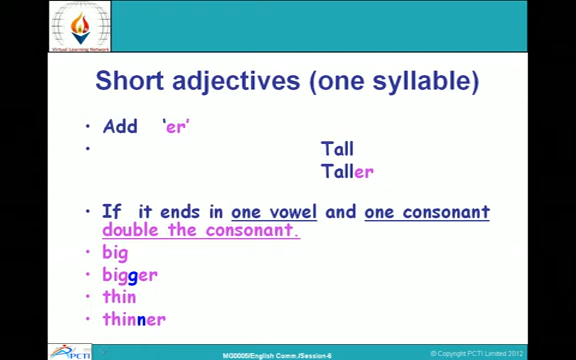 Virtual Learning Network
Short adjectives (one syllable)
• Add 'er'
• Tall
Taller
• If it ends in one vowel and one consonant
double the consonant.
• big
• bigger
• thin
• thinner
PCTI
MG0005/English Comm./Session-6
© Copyright PCTI Limited 2012